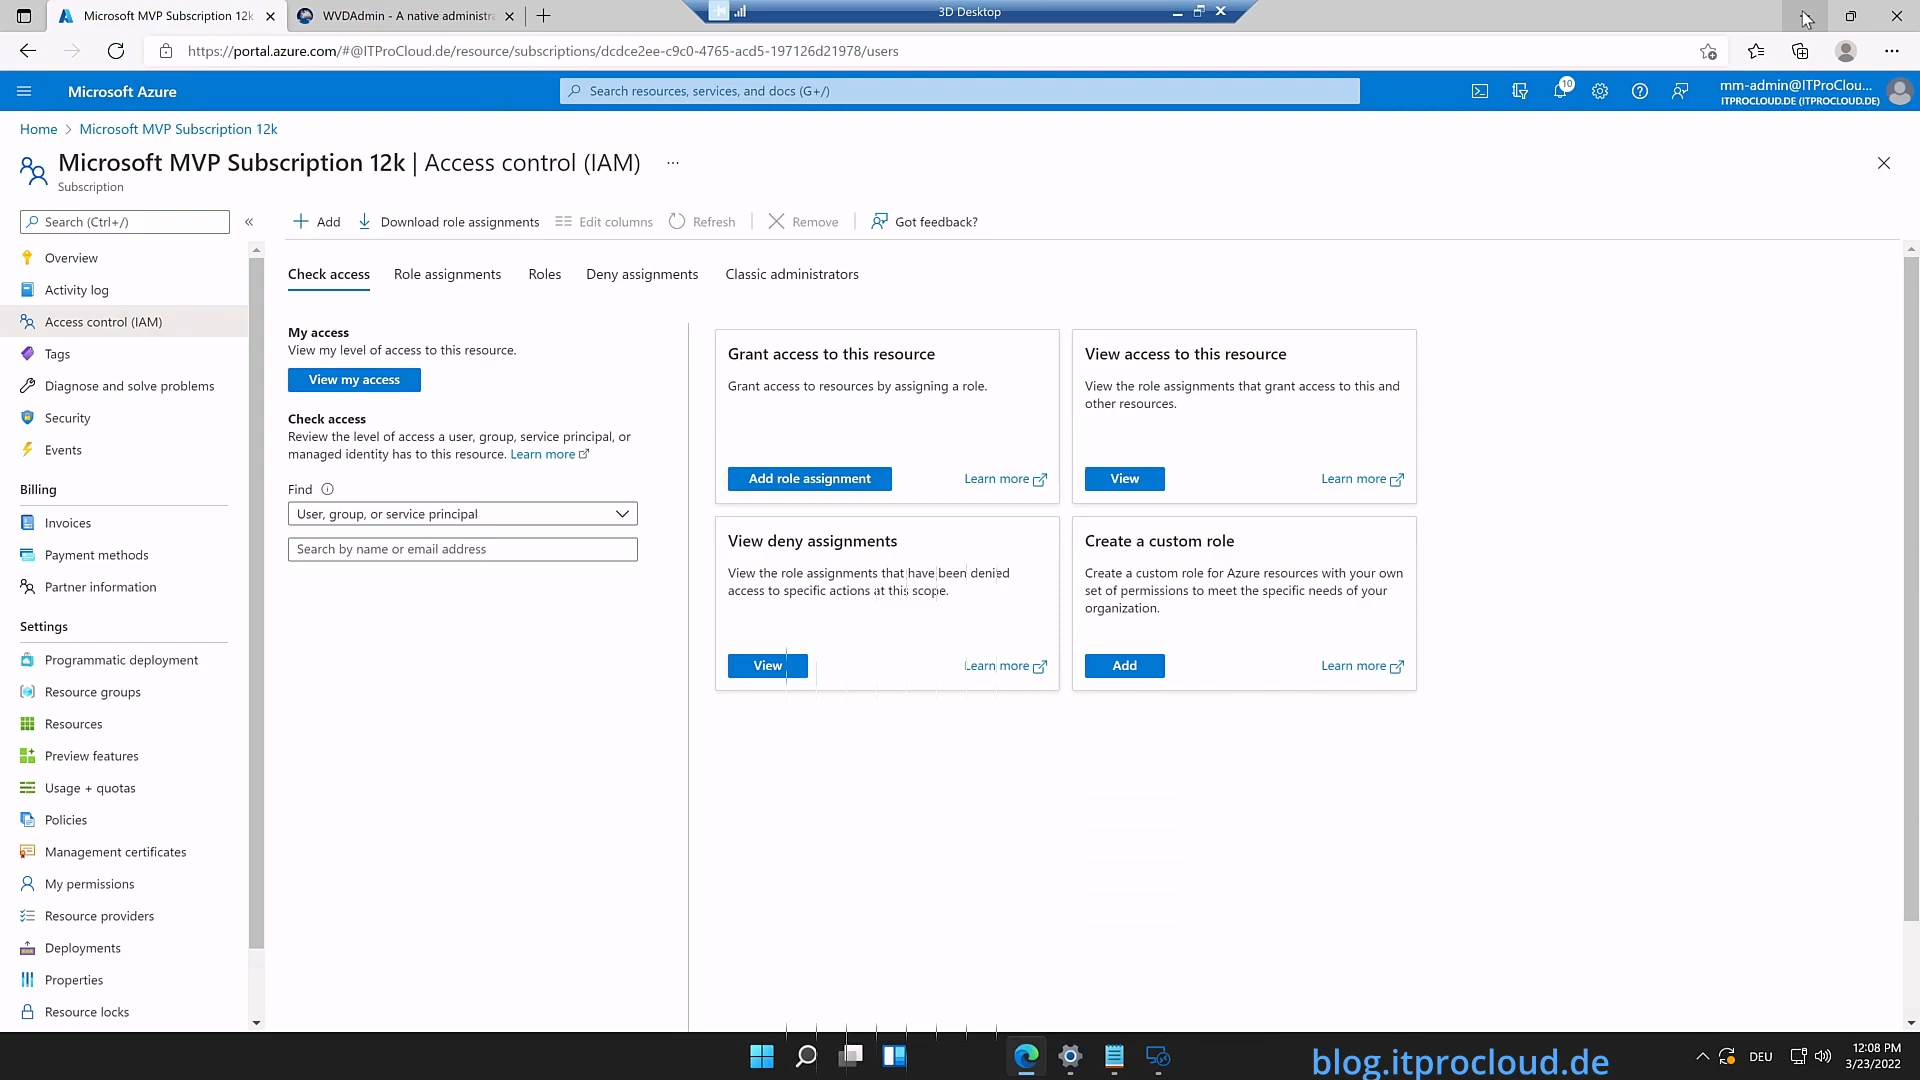 Microsoft MVP Subscription 12k
WVDAdmin - A native administra
3D Desktop
https://portal.azure.com/#@ITProCloud.de/resource/subscriptions/dcdce2ee-c9c0-4765-acd5-197126d21978/users
Microsoft Azure
Search resources, services, and docs (G+/)
10
mm-admin@ITProClou...
ITPROCLOUD.DE (ITPROCLOUD.DE)
Home > Microsoft MVP Subscription 12k
Microsoft MVP Subscription 12k | Access control (IAM) ...
Subscription
Search (Ctrl+/)
Add
Download role assignments
Edit columns
Refresh
Remove
Got feedback?
Overview
Activity log
Access control (IAM)
Tags
Diagnose and solve problems
Security
Events
Billing
Invoices
Payment methods
Partner information
Settings
Programmatic deployment
Resource groups
Resources
Preview features
Usage + quotas
Policies
Management certificates
My permissions
Resource providers
Deployments
Properties
Resource locks
Check access
Role assignments
Roles
Deny assignments
Classic administrators
My access
View my level of access to this resource.
View my access
Check access
Review the level of access a user, group, service principal, or
managed identity has to this resource. Learn more
Find
User, group, or service principal
Search by name or email address
Grant access to this resource
Grant access to resources by assigning a role.
Add role assignment
Learn more
View access to this resource
View the role assignments that grant access to this and
other resources.
View
Learn more
View deny assignments
View the role assignments that have been denied
access to specific actions at this scope.
View
Learn more
Create a custom role
Create a custom role for Azure resources with your own
set of permissions to meet the specific needs of your
organization.
Add
Learn more
blog.itprocloud.de
DEU
12:08 PM
3/23/2022